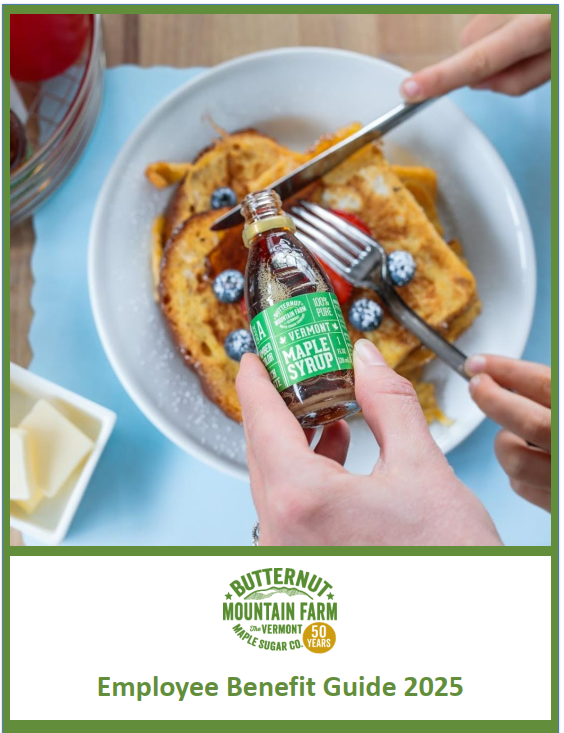 BUTTERNUT
MOUNTAIN FARM
100%
PURE
A
VERMONT
MAPLE
SYRUP
1
BUTTERNUT
MOUNTAIN FARM
The VERMONT
MAPLE SUGAR CO.
50
YEARS
Employee Benefit Guide 2025